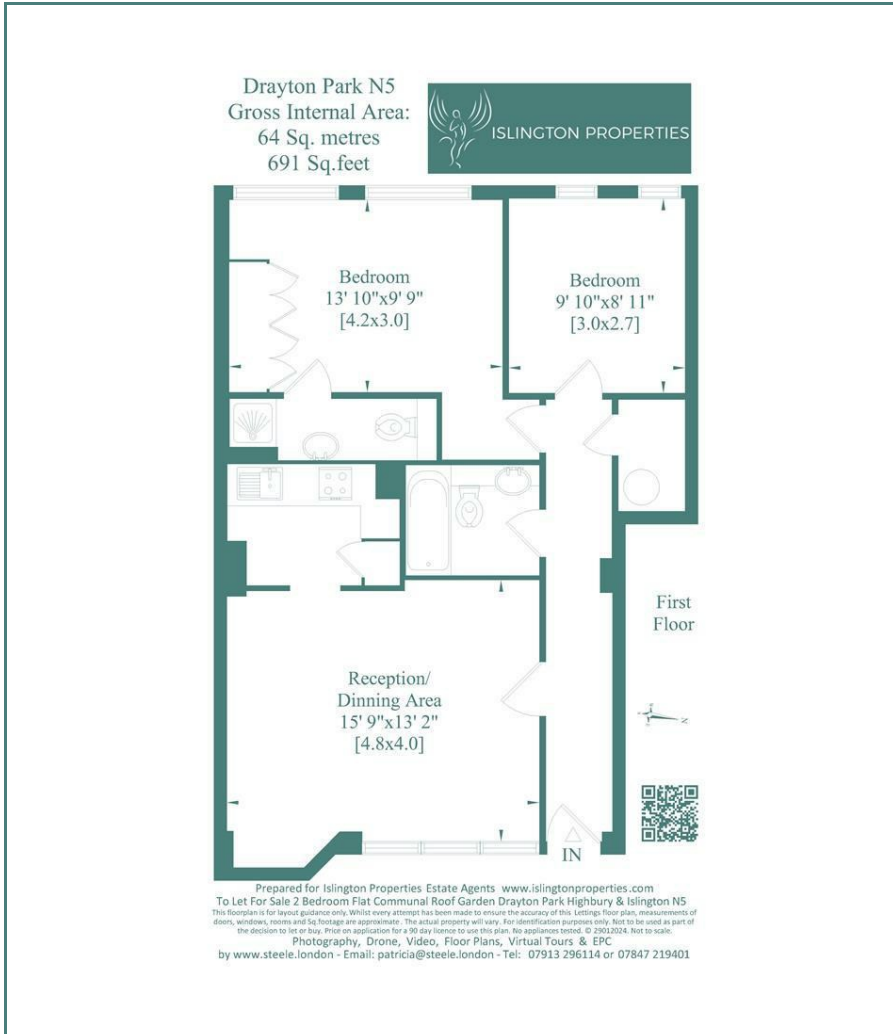 Drayton Park N5
Gross Internal Area:
64 Sq. metres
691 Sq.feet
ISLINGTON PROPERTIES
Bedroom
13' 10"x9' 9"
[4.2x3.0]
Bedroom
9' 10"x8' 11"
[3.0x2.7]
First
Floor
Reception/
Dinning Area
15' 9"x13' 2"
[4.8x4.0]
N
IN
Prepared for Islington Properties Estate Agents www.islingtonproperties.com
To Let For Sale 2 Bedroom Flat Communal Roof Garden Drayton Park Highbury & Islington N5
This floorplan is for layout guidance only. Whilst every attempt has been made to ensure the accuracy of this Lettings floor plan, measurements of
doors, windows, rooms and Sq.footage are approximate. The actual property will vary. For identification purposes only. Not to be used as part of
the decision to let or buy. Price on application for a 90 day licence to use this plan. No appliances tested. © 29012024. Not to scale.
Photography, Drone, Video, Floor Plans, Virtual Tours & EPC
by www.steele.london - Email: patricia@steele.london - Tel: 07913 296114 or 07847 219401